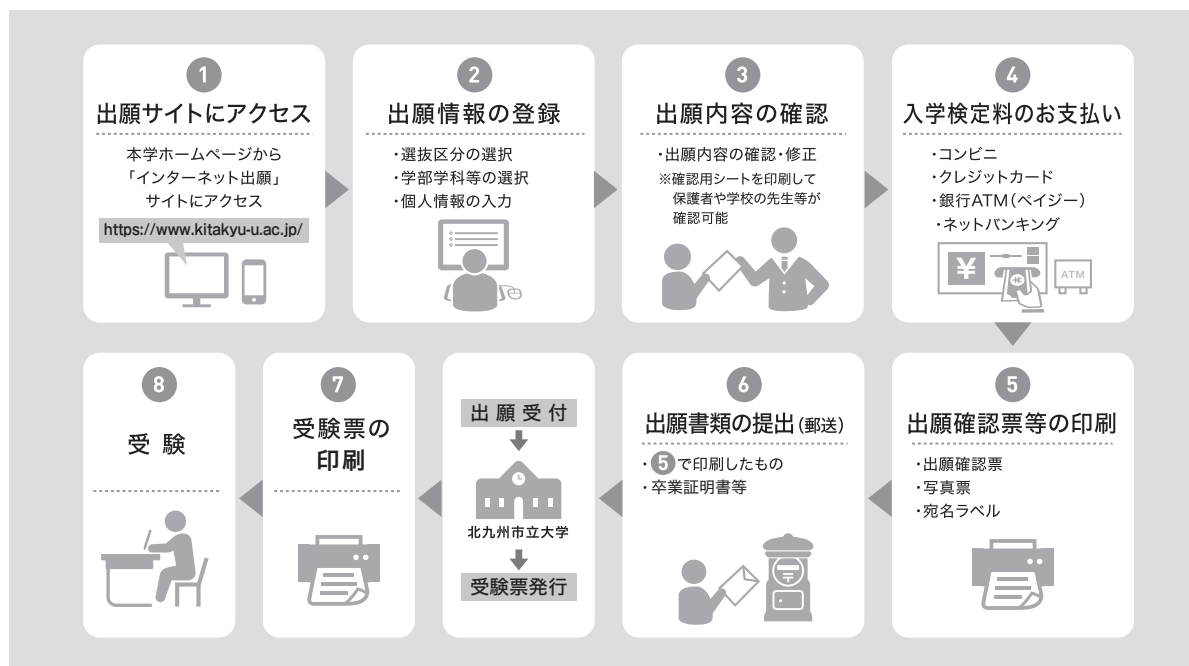 1
出願サイトにアクセス
本学ホームページから
「インターネット出願」
サイトにアクセス
https://www.kitakyu-u.ac.jp/
2
出願情報の登録
・選抜区分の選択
・学部学科等の選択
・個人情報の入力
3
出願内容の確認
・出願内容の確認・修正
※確認用シートを印刷して
保護者や学校の先生等が
確認可能
4
入学検定料のお支払い
・コンビニ
・クレジットカード
・銀行ATM(ペイジー)
・ネットバンキング
¥
ATM
5
出願確認票等の印刷
・出願確認票
・写真票
・宛名ラベル
6
出願書類の提出(郵送)
・5で印刷したもの
・卒業証明書等
〒
出願受付
北九州市立大学
受験票発行
7
受験票の
印刷
8
受験